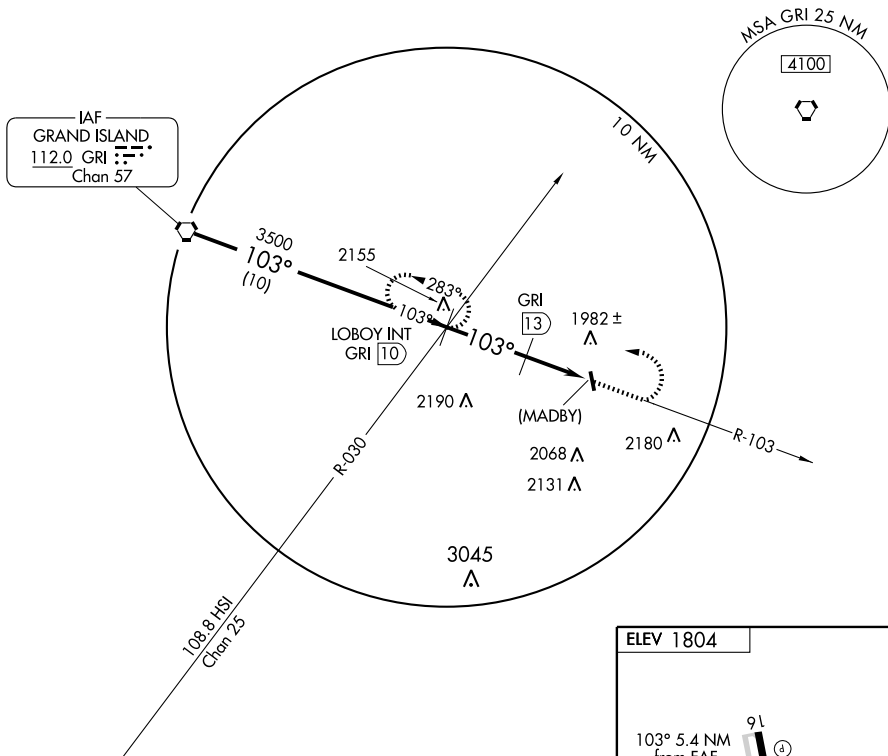 MSA GRI 25 NM
4100
IAF
GRAND ISLAND
112.0 GRI
Chan 57
10 NM
3500
103°
(10)
2155
283°
103°
LOBOY INT
GRI 10
103°
GRI
13
1982 ±
(MADBY)
2190
2068
2131
2180
R-103
R-030
3045
108.8 HSI
Chan 25
ELEV 1804
103° 5.4 NM
from FAF
16
P